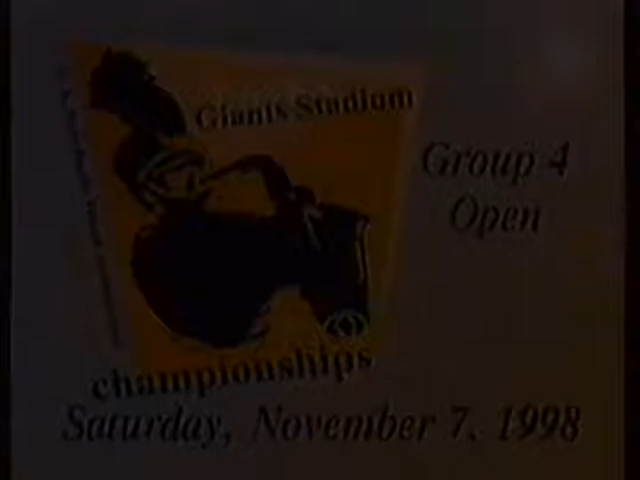 Giants Stadium
Group 4
Open
championships
Saturday, November 7, 1998